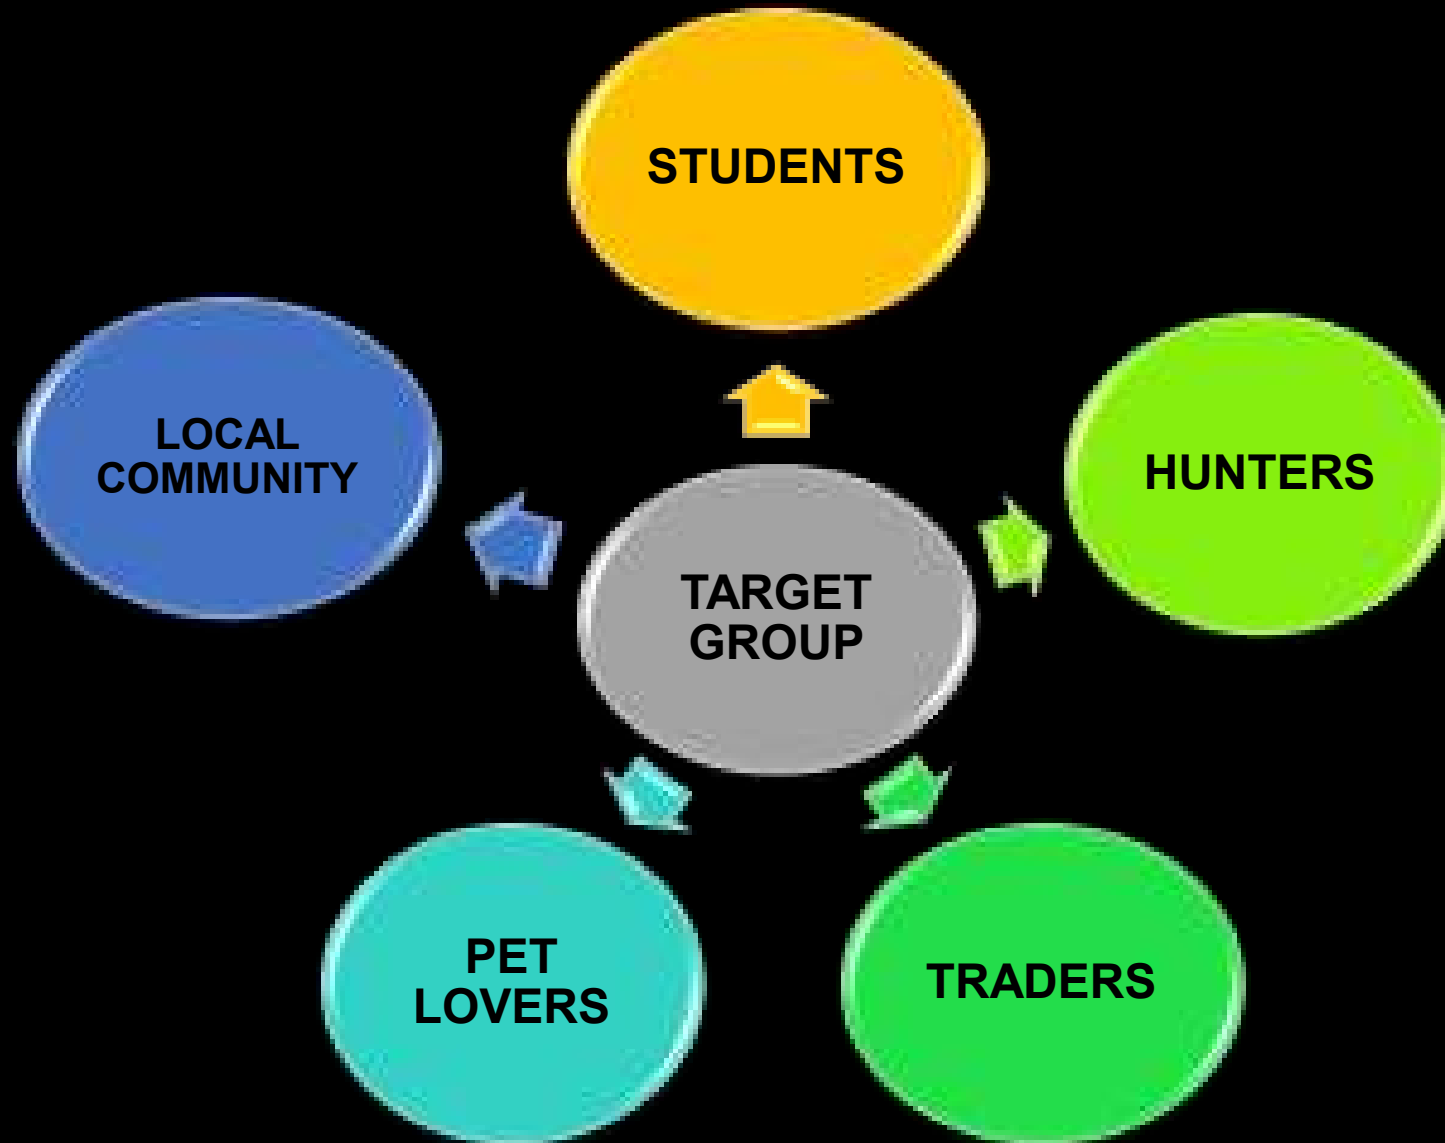 STUDENTS
LOCAL
COMMUNITY
HUNTERS
TARGET
GROUP
PET
LOVERS
TRADERS